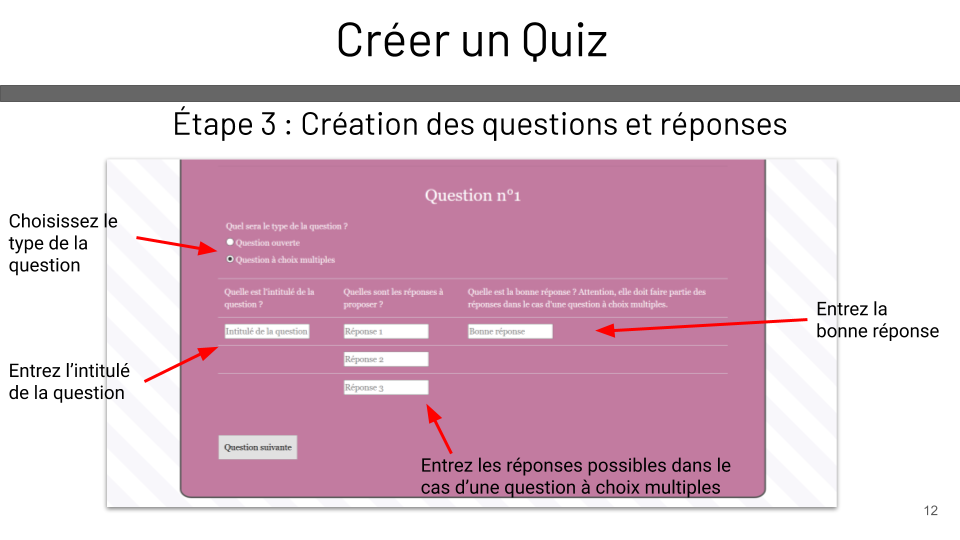 Créer un Quiz
Étape 3 : Création des questions et réponses
Question n°1
Choisissez le
type de la
question
Quel sera le type de la question ?
Question ouverte
Question à choix multiples
Quelle est l'intitulé de la
question ?
Quelles sont les réponses à
proposer ?
Quelle est la bonne réponse ? Attention, elle doit faire partie des
réponses dans le cas d'une question à choix multiples.
Entrez la
bonne réponse
Intitulé de la question
Réponse 1
Bonne réponse
Réponse 2
Réponse 3
Entrez l’intitulé
de la question
Question suivante
Entrez les réponses possibles dans le
cas d’une question à choix multiples
12